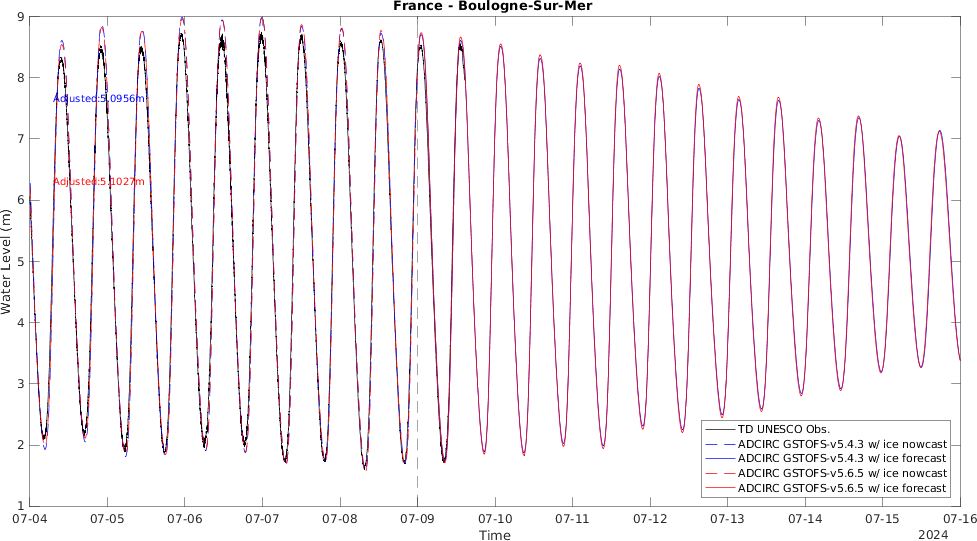 France - Boulogne-Sur-Mer
9
8
7
6
5
4
3
2
1
Water Level (m)
Adjusted:5.0956m
Adjusted:5.1027m
TD UNESCO Obs.
ADCIRC GSTOFS-v5.4.3 w/ ice nowcast
ADCIRC GSTOFS-v5.4.3 w/ ice forecast
ADCIRC GSTOFS-v5.6.5 w/ ice nowcast
ADCIRC GSTOFS-v5.6.5 w/ ice forecast
07-04 07-05 07-06 07-07 07-08 07-09 07-10 07-11 07-12 07-13 07-14 07-15 07-16
Time
2024